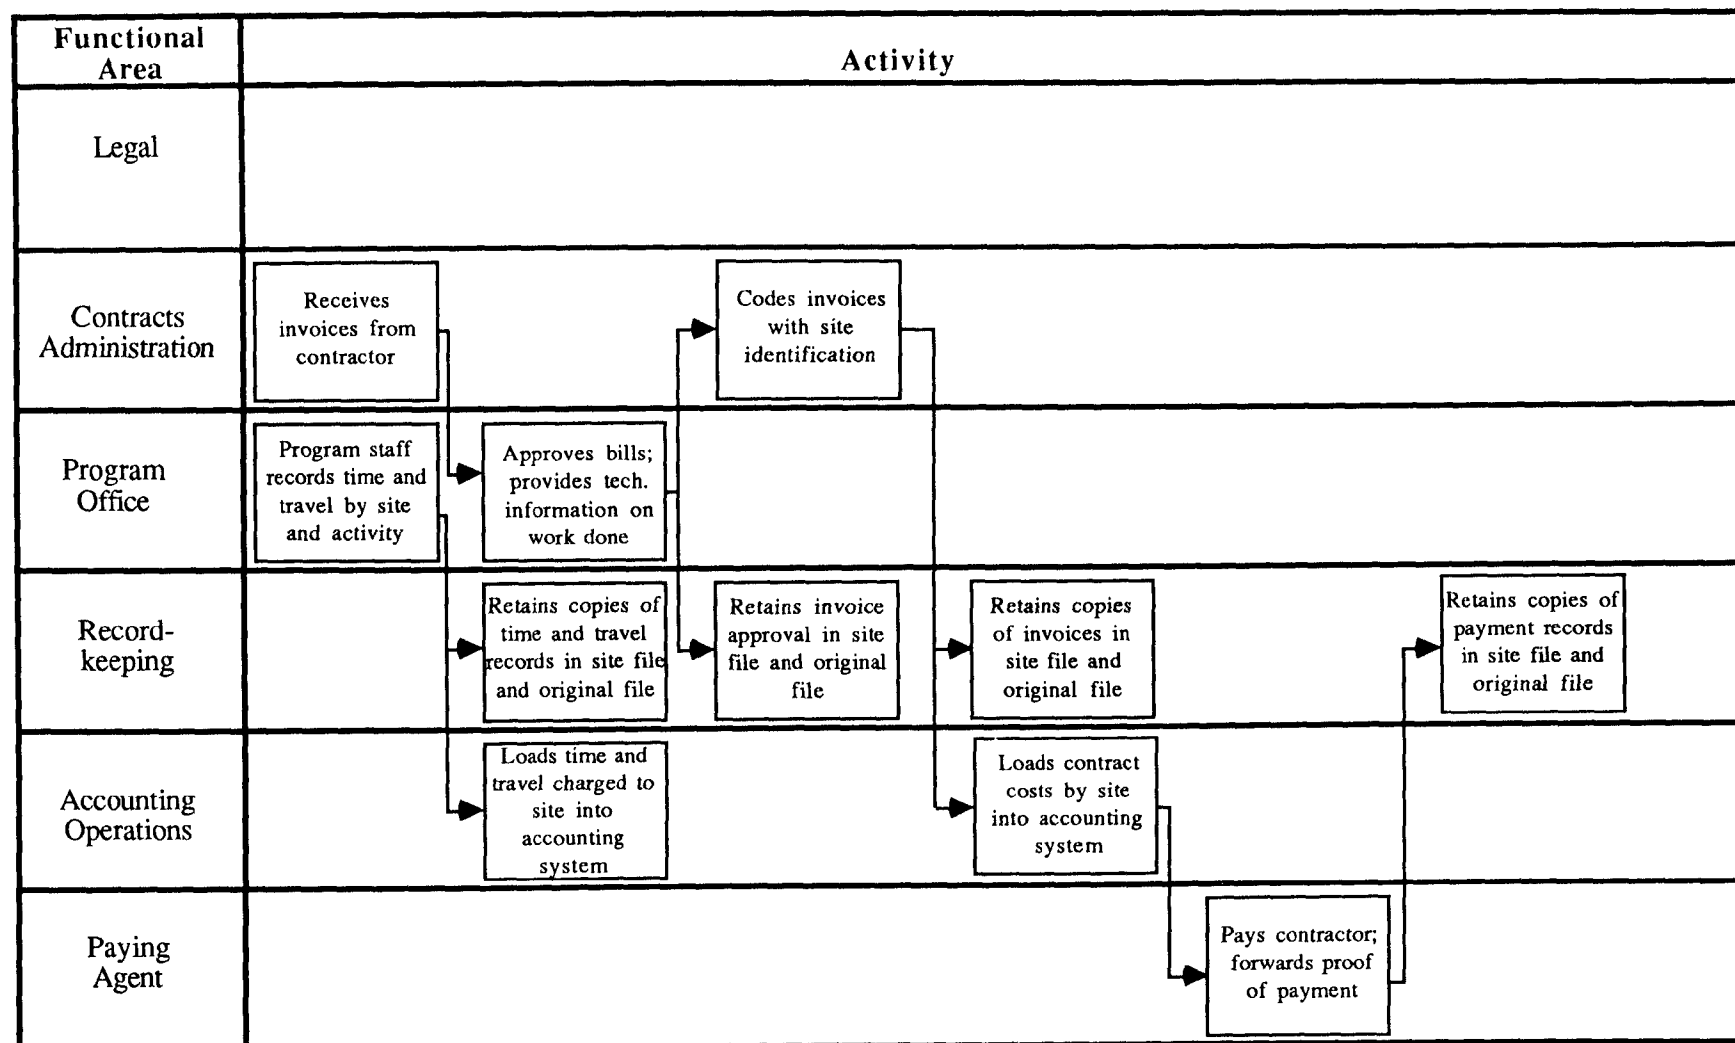 Functional
Area
Activity
Legal
Contracts
Administration
Receives
invoices from
contractor
Codes invoices
with site
identification
Program
Office
Program staff
records time and
travel by site
and activity
Approves bills;
provides tech.
information on
work done
Record-
keeping
Retains copies of
time and travel
records in site file
and original file
Retains invoice
approval in site
file and original
file
Retains copies
of invoices in
site file and
original file
Retains copies of
payment records
in site file and
original file
Accounting
Operations
Loads time and
travel charged to
site into
accounting
system
Loads contract
costs by site
into accounting
system
Paying
Agent
Pays contractor;
forwards proof
of payment